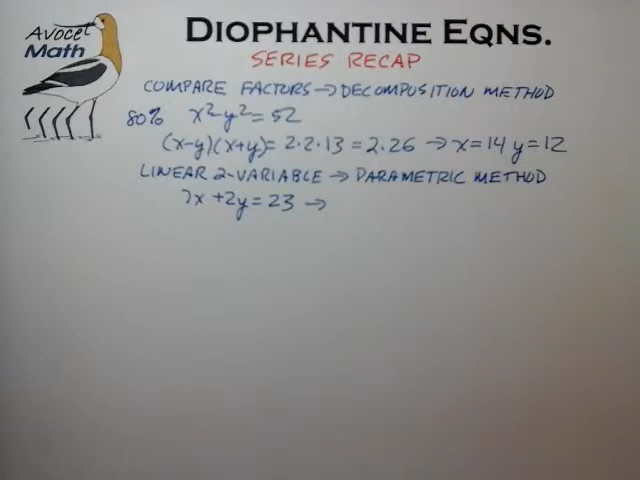 Avocet
Math
DIOPHANTINE EQNS.
SERIES RECAP
COMPARE FACTORS → DECOMPOSITION METHOD
80% x²-y²=52
(x-y)(x+y)= 2·2·13 = 2·26 → x=14 y=12
LINEAR 2-VARIABLE → PARAMETRIC METHOD
7x +2y = 23 →